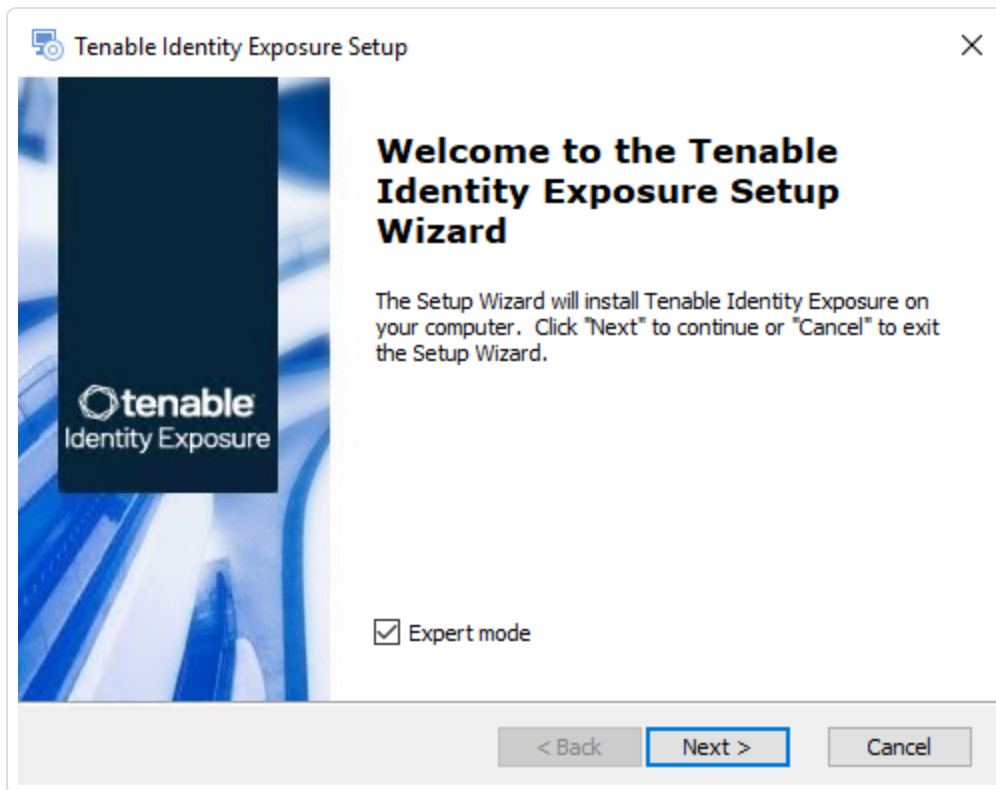 Tenable Identity Exposure Setup
Welcome to the Tenable
Identity Exposure Setup
Wizard
The Setup Wizard will install Tenable Identity Exposure on
your computer.  Click "Next" to continue or "Cancel" to exit
the Setup Wizard.
tenable
Identity Exposure
Expert mode
< Back
Next >
Cancel